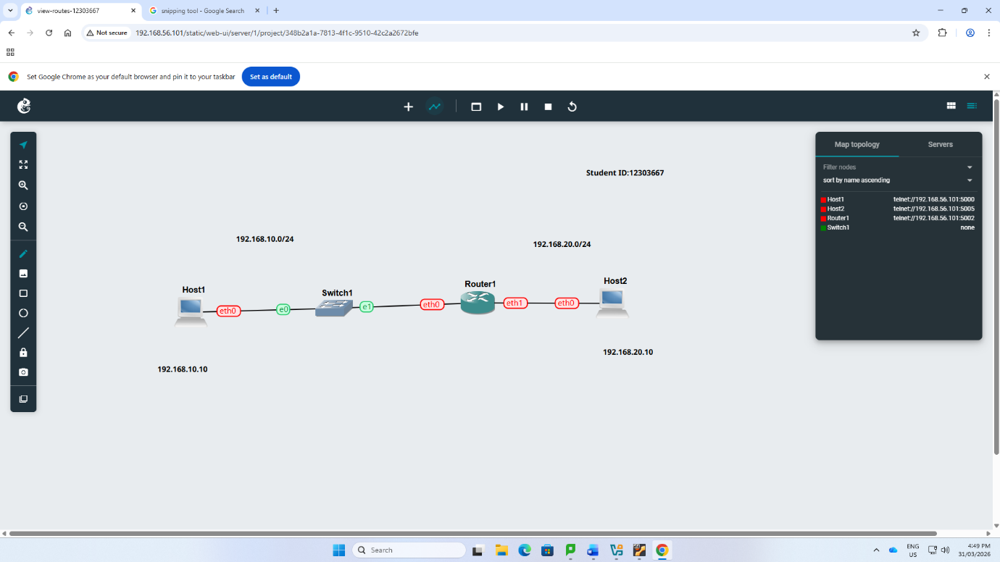 view-routes-12303667
snipping tool - Google Search
Not secure
192.168.56.101/static/web-ui/server/1/project/348b2a1a-7813-4f1c-9510-42c2a2672bfe
Set Google Chrome as your default browser and pin it to your taskbar
Set as default
Map topology
Servers
Filter nodes
sort by name ascending
Host1 telnet://192.168.56.101:5000
Host2 telnet://192.168.56.101:5005
Router1 telnet://192.168.56.101:5002
Switch1 none
Student ID:12303667
192.168.10.0/24
192.168.20.0/24
Host1
Switch1
Router1
Host2
eth0
e0
e1
eth0
eth1
eth0
192.168.10.10
192.168.20.10
Search
ENG
US
4:49 PM
31/03/2026